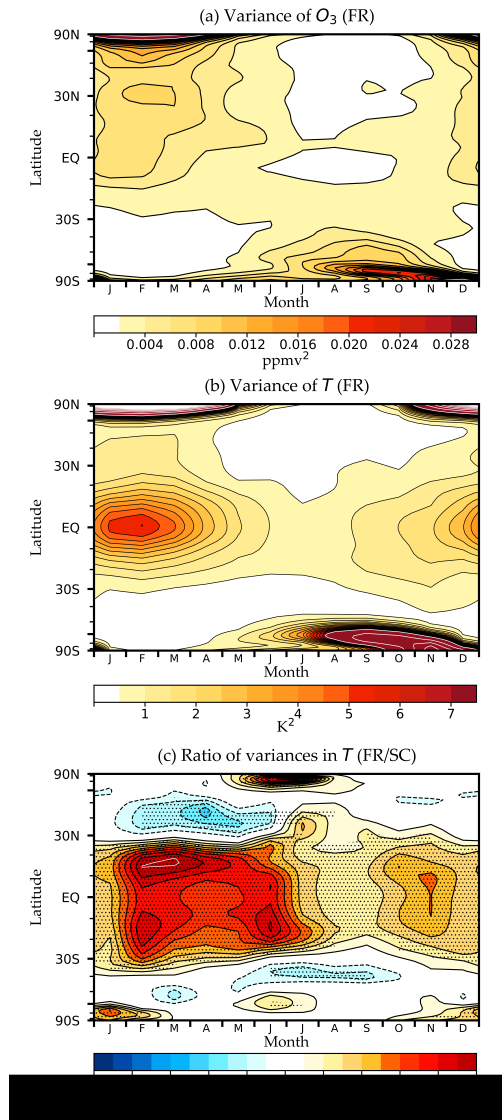 (a) Variance of O₃ (FR)
90N
30N
EQ
30S
90S
Latitude
J F M A M J J A S O N D
Month
0.004 0.008 0.012 0.016 0.020 0.024 0.028
ppmv²
(b) Variance of T (FR)
90N
30N
EQ
30S
90S
Latitude
J F M A M J J A S O N D
Month
1 2 3 4 5 6 7
K²
(c) Ratio of variances in T (FR/SC)
90N
30N
EQ
30S
90S
Latitude
J F M A M J J A S O N D
Month